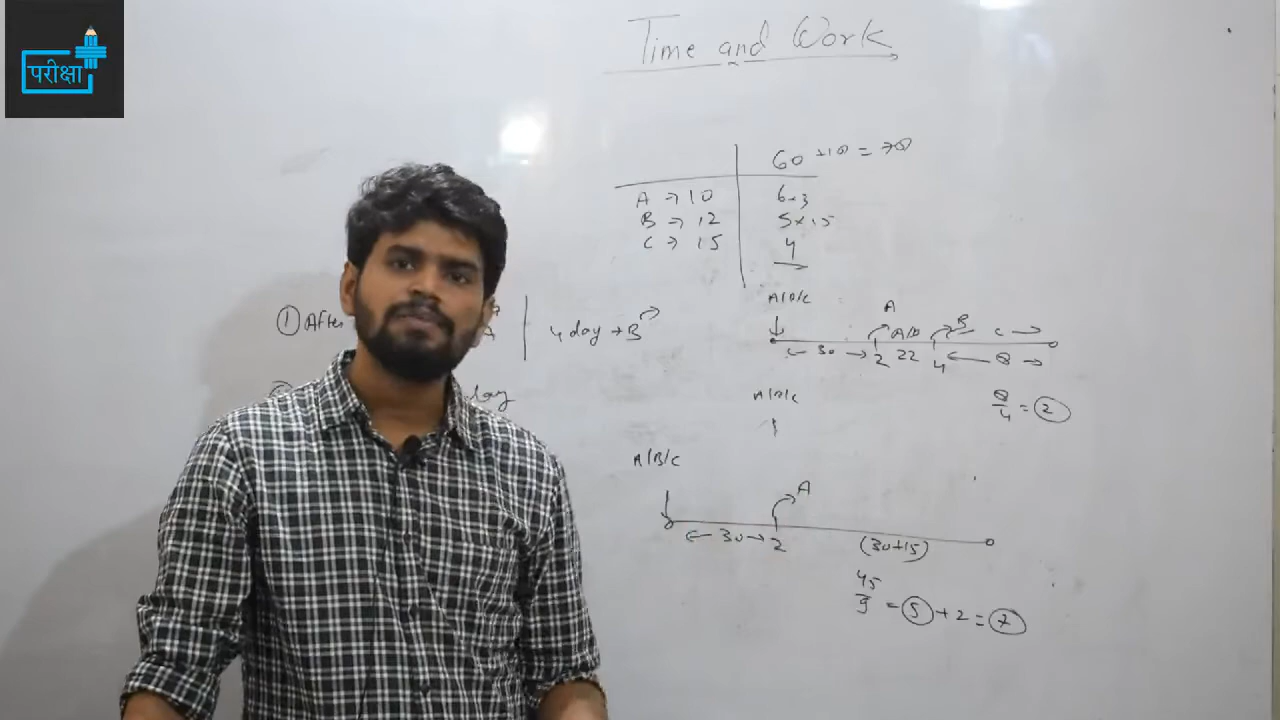 परीक्षा
Time and Work
60 +10 = 70
A → 10 6×3
B → 12 5×15
C → 15 4
① After
4 day → B
day
A/B/C
A
A/B B C →
← 30 → 2 22 4 ← 8 →
8/4 = ②
A/B/C
A/B/C
A
← 30 → 2 (30+15)
45/9 = ⑤ + 2 = ⑦